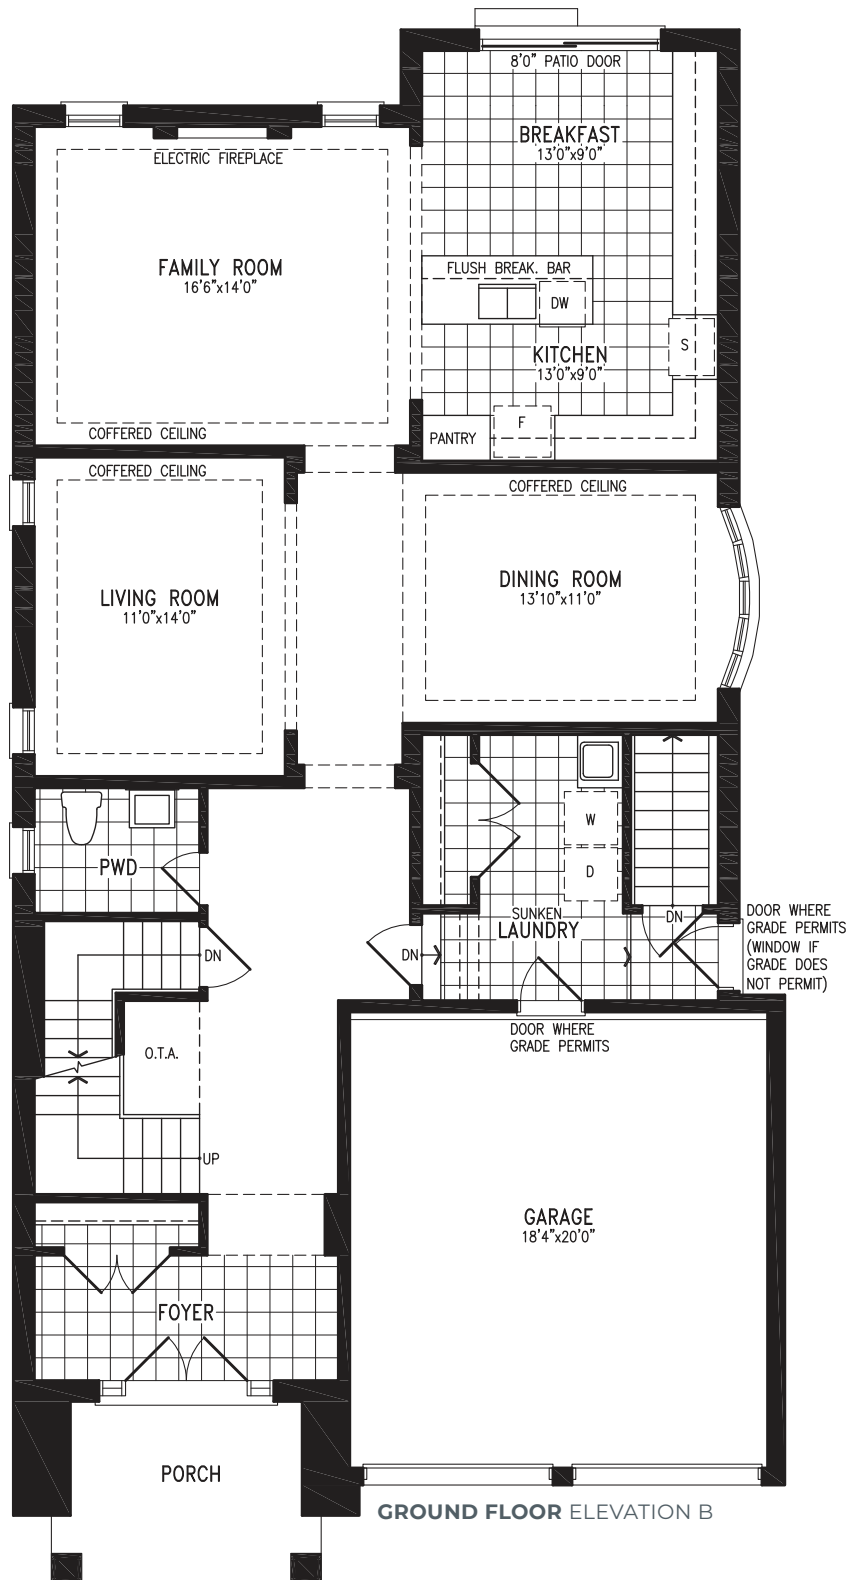 8'0" PATIO DOOR
BREAKFAST
13'0"x9'0"
ELECTRIC FIREPLACE
FAMILY ROOM
16'6"x14'0"
FLUSH BREAK. BAR
DW
S
KITCHEN
13'0"x9'0"
F
PANTRY
COFFERED CEILING
COFFERED CEILING
COFFERED CEILING
LIVING ROOM
11'0"x14'0"
DINING ROOM
13'10"x11'0"
W
D
PWD
SUNKEN
LAUNDRY
DN
DN
DN
DOOR WHERE
GRADE PERMITS
(WINDOW IF
GRADE DOES
NOT PERMIT)
DOOR WHERE
GRADE PERMITS
O.T.A.
UP
GARAGE
18'4"x20'0"
FOYER
PORCH
GROUND FLOOR ELEVATION B